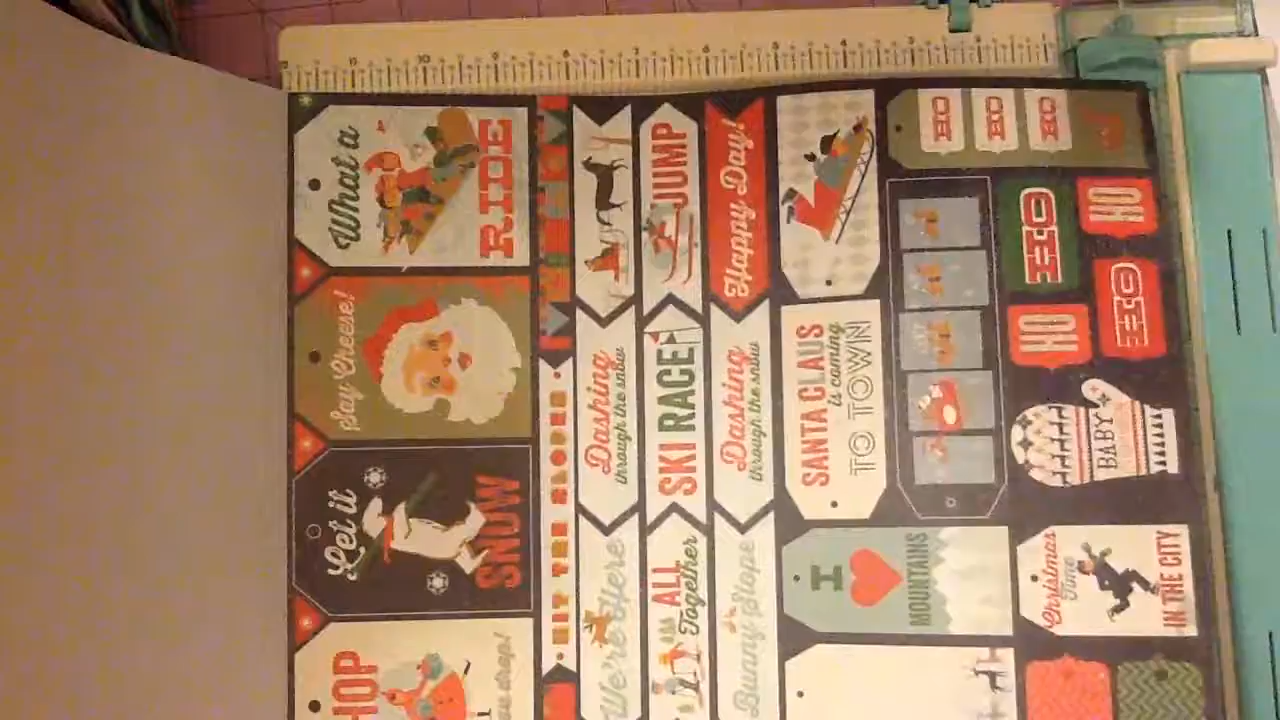 What a
RIDE
Say Cheese!
Let it
SNOW
HOP
drop!
HIT THE SLOPES
Dashing
through the snow
We're Here
JUMP
SKI RACE
ALL
Together
Happy Day!
Dashing
through the snow
Bunny Slope
SANTA CLAUS
is coming
TO TOWN
I
MOUNTAINS
HO
HO
HO
HO
HO
HO
HO
BABY
Christmas
Time
IN THE CITY